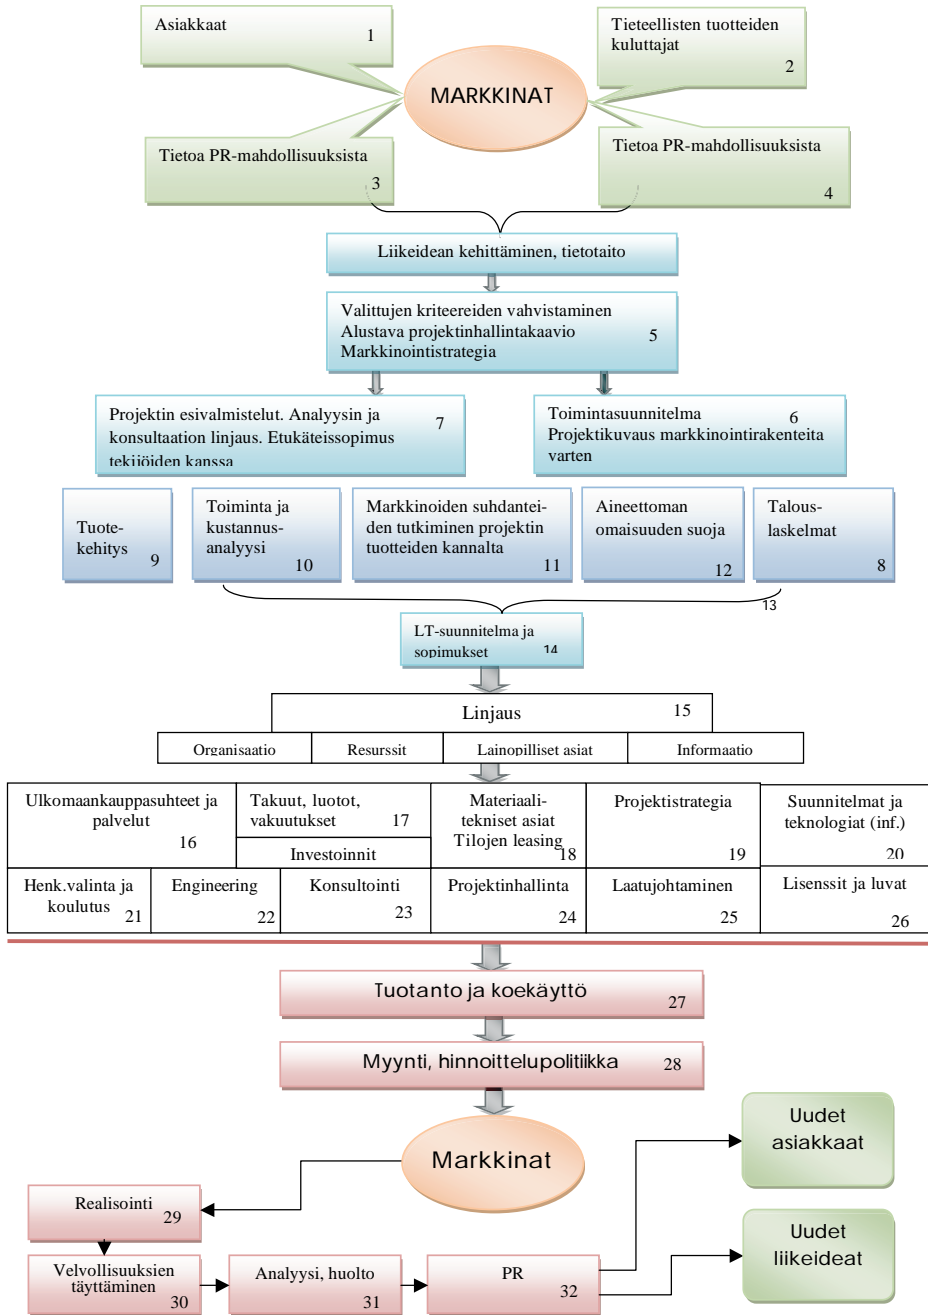 Asiakkaat
1
Tieteellisten tuotteiden
kuluttajat
2
MARKKINAT
Tietoa PR-mahdollisuuksista
3
Tietoa PR-mahdollisuuksista
4
Liikeidean kehittäminen, tietotaito
Valittujen kriteereiden vahvistaminen
Alustava projektinhallintakaavio
Markkinointistrategia
5
Projektin esivalmistelut. Analyysin ja
konsultaation linjaus. Etukäteissopimus
tekijöiden kanssa
7
Toimintasuunnitelma
Projektikuvaus markkinointirakenteita
varten
6
Tuote-
kehitys
9
Toiminta ja
kustannus-
analyysi
10
Markkinoiden suhdantei-
den tutkiminen projektin
tuotteiden kannalta
11
Aineettoman
omaisuuden suoja
12
Talous-
laskelmat
8
13
LT-suunnitelma ja
sopimukset
14
Linjaus
15
Organisaatio
Resurssit
Lainopilliset asiat
Informaatio
Ulkomaankauppasuhteet ja
palvelut
16
Takuut, luotot,
vakuutukset
17
Investoinnit
Materiaali-
tekniset asiat
Tilojen leasing
18
Projektistrategia
19
Suunnitelmat ja
teknologiat (inf.)
20
Henk.valinta ja
koulutus
21
Engineering
22
Konsultointi
23
Projektinhallinta
24
Laatujohtaminen
25
Lisenssit ja luvat
26
Tuotanto ja koekäyttö
27
Myynti, hinnoittelupolitiikka
28
Markkinat
Uudet
asiakkaat
Realisointi
29
Uudet
liikeideat
Velvollisuuksien
täyttäminen
30
Analyysi, huolto
31
PR
32